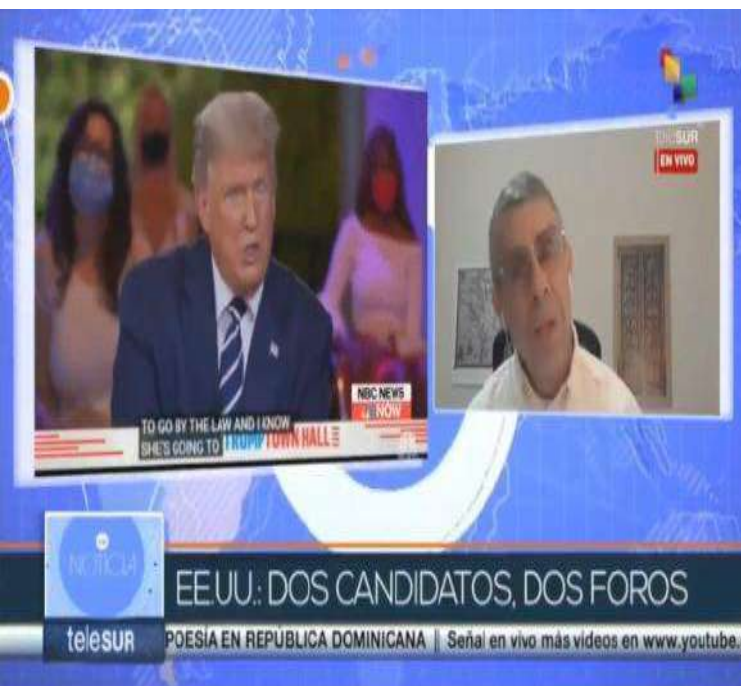 teleSUR
EN VIVO
NBC NEWS
NOW
TO GO BY THE LAW AND I KNOW
SHE'S GOING TO
TRUMP TOWN HALL
NOTICIA
EE.UU.: DOS CANDIDATOS, DOS FOROS
teleSUR
POESÍA EN REPÚBLICA DOMINICANA || Señal en vivo más videos en www.youtube.